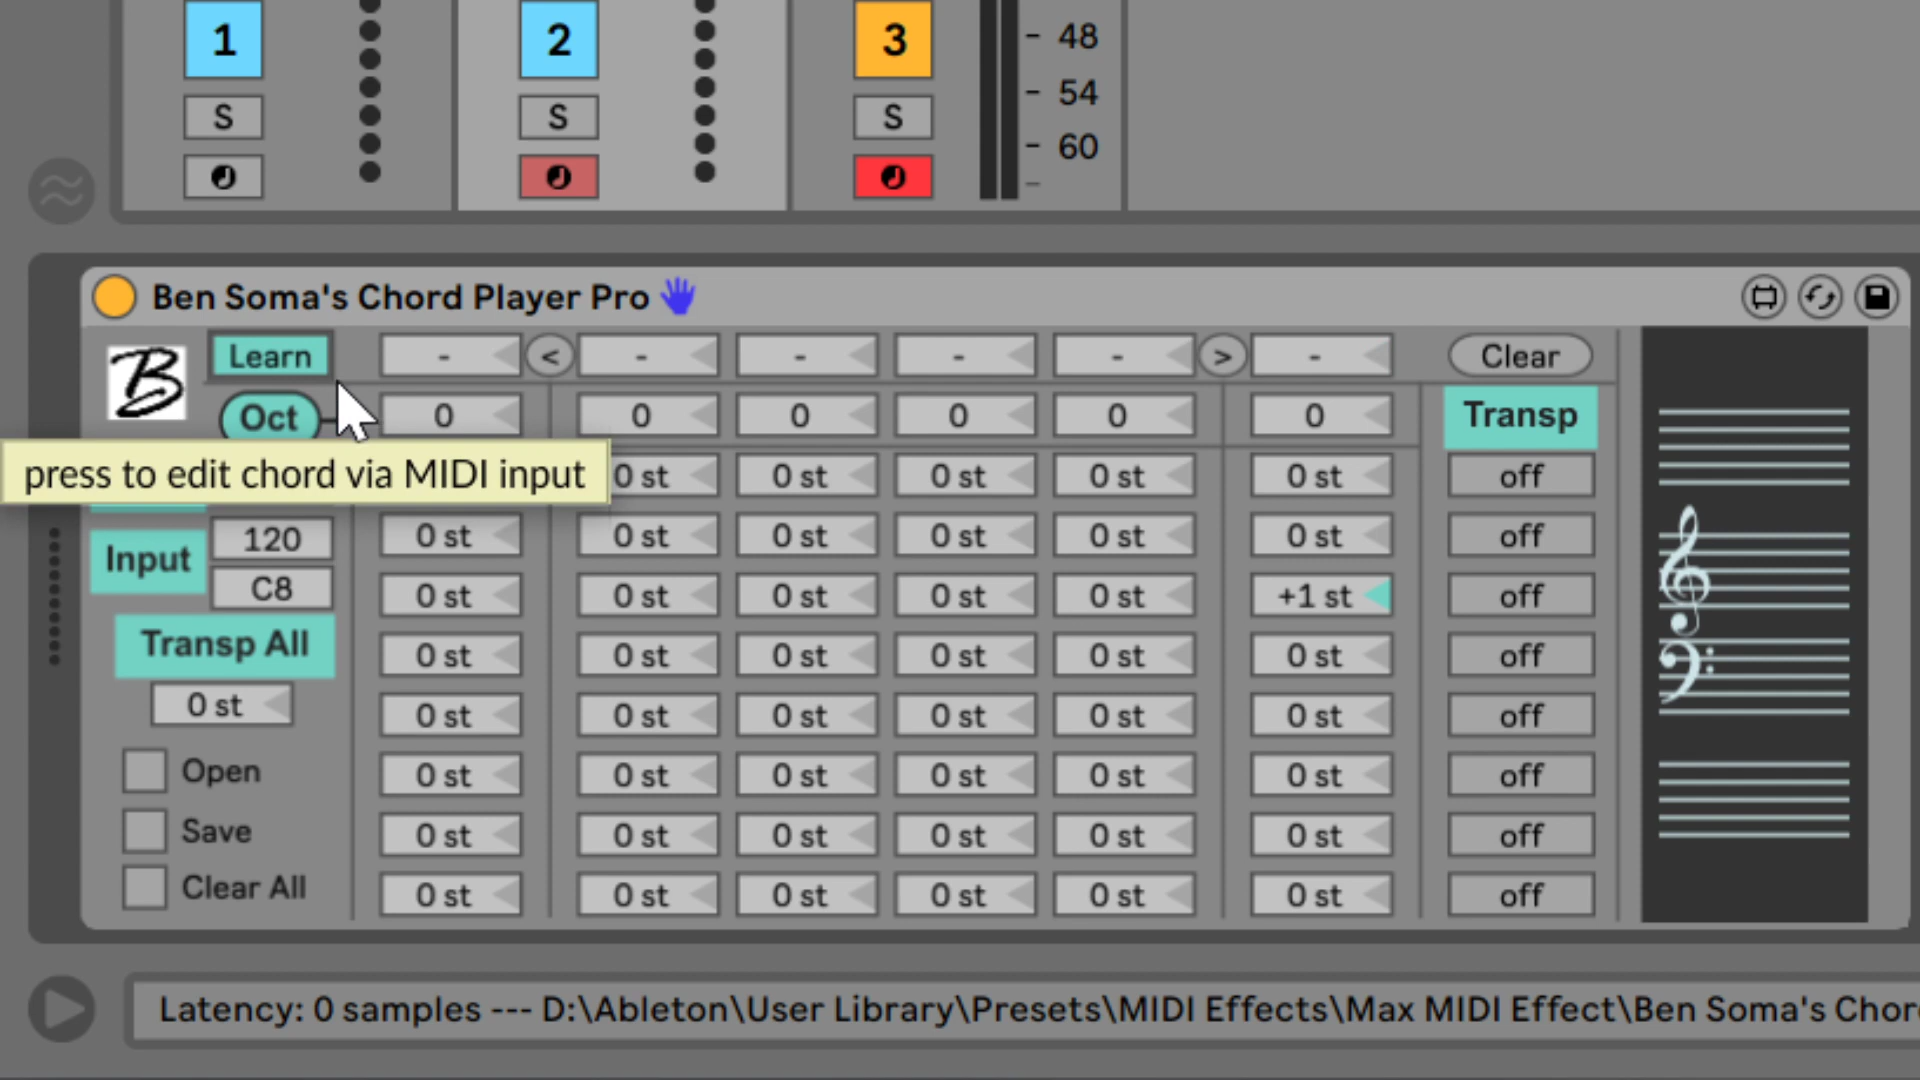 1 2 3 - 48
S S S - 54
- 60
Ben Soma's Chord Player Pro
B Learn - < - - - - > - Clear
Oct 0 0 0 0 0 0 Transp
press to edit chord via MIDI input 0 st 0 st 0 st 0 st 0 st off
Input 120 0 st 0 st 0 st 0 st 0 st 0 st off
C8 0 st 0 st 0 st 0 st 0 st +1 st off
Transp All 0 st 0 st 0 st 0 st 0 st 0 st off
0 st 0 st 0 st 0 st 0 st 0 st 0 st off
Open 0 st 0 st 0 st 0 st 0 st 0 st off
Save 0 st 0 st 0 st 0 st 0 st 0 st off
Clear All 0 st 0 st 0 st 0 st 0 st 0 st off
Latency: 0 samples --- D:\Ableton\User Library\Presets\MIDI Effects\Max MIDI Effect\Ben Soma's Chor